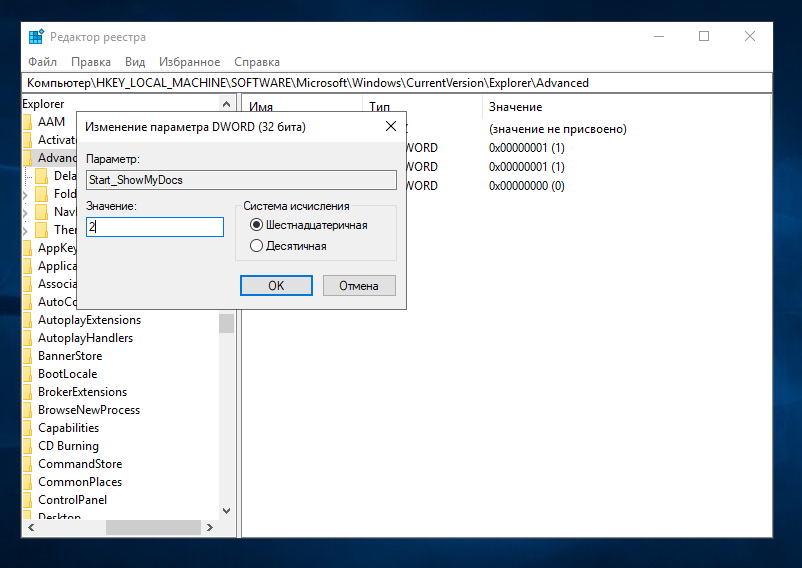 Редактор реестра
Файл Правка Вид Избранное Справка
Компьютер\HKEY_LOCAL_MACHINE\SOFTWARE\Microsoft\Windows\CurrentVersion\Explorer\Advanced
Explorer
AAM
Activat
Advanc
Dela
Fold
Navi
Ther
AppKey
Applica
Associa
AutoCo
AutoplayExtensions
AutoplayHandlers
BannerStore
BootLocale
BrokerExtensions
BrowseNewProcess
Capabilities
CD Burning
CommandStore
CommonPlaces
ControlPanel
Desktop
Имя Тип Значение
(значение не присвоено)
WORD 0x00000001 (1)
WORD 0x00000001 (1)
WORD 0x00000000 (0)
Изменение параметра DWORD (32 бита)
Параметр:
Start_ShowMyDocs
Значение:
2
Система исчисления
Шестнадцатеричная
Десятичная
OK Отмена